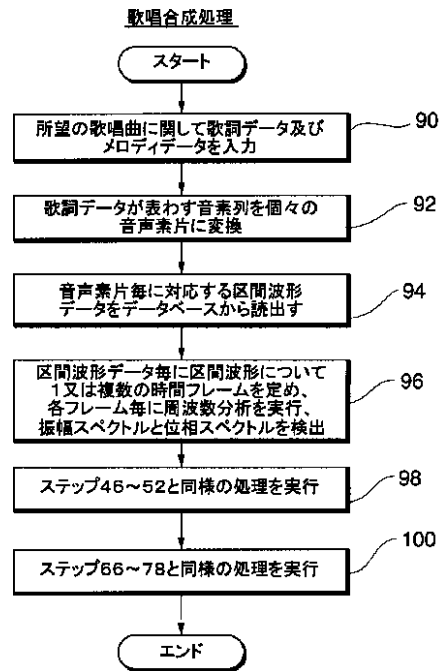 歌唱合成処理
スタート
所望の歌唱曲に関して歌詞データ及び
メロディデータを入力
90
歌詞データが表わす音素列を個々の
音声素片に変換
92
音声素片毎に対応する区間波形
データをデータベースから読出す
94
区間波形データ毎に区間波形について
1又は複数の時間フレームを定め、
各フレーム毎に周波数分析を実行、
振幅スペクトルと位相スペクトルを検出
96
ステップ46~52と同様の処理を実行
98
ステップ66~78と同様の処理を実行
100
エンド